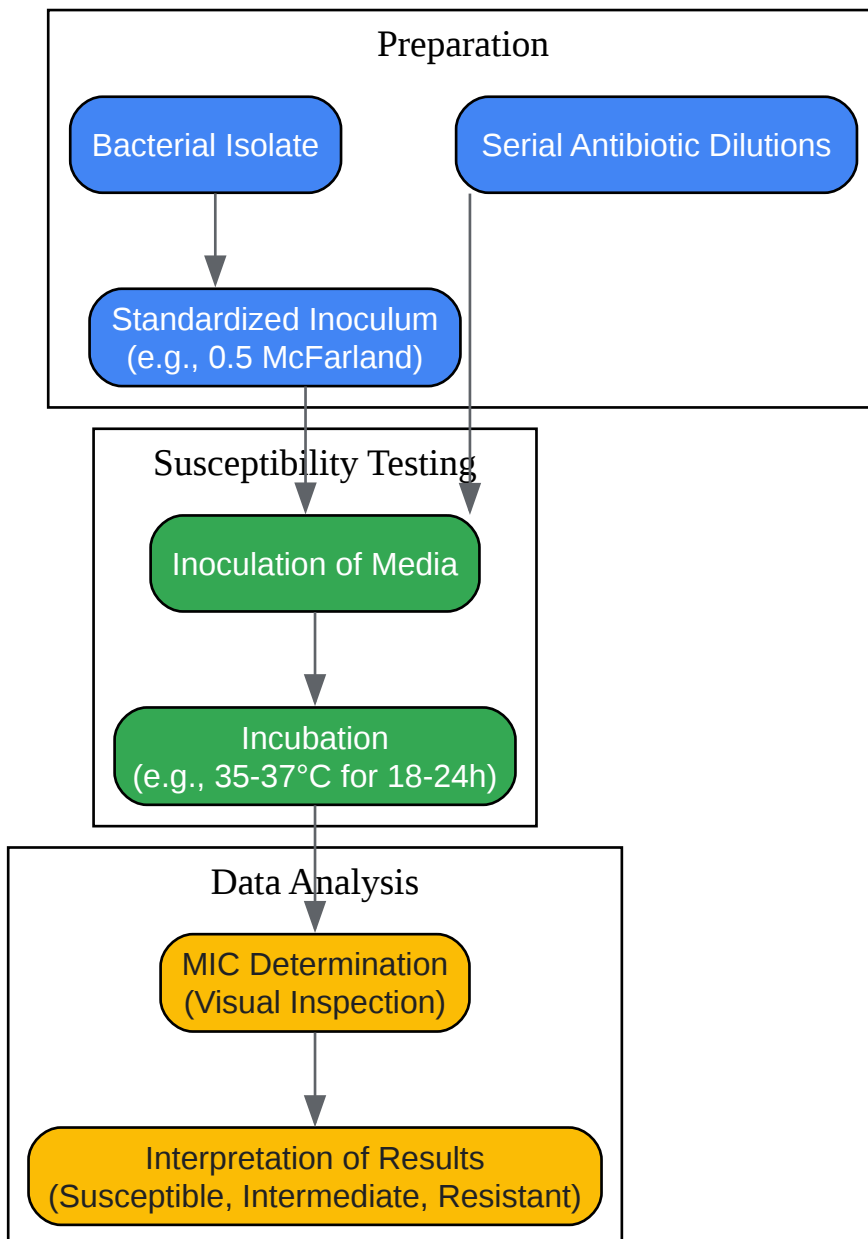 Preparation
Bacterial Isolate
Serial Antibiotic Dilutions
Standardized Inoculum
(e.g., 0.5 McFarland)
Susceptibility Testing
Inoculation of Media
Incubation
(e.g., 35-37°C for 18-24h)
Data Analysis
MIC Determination
(Visual Inspection)
Interpretation of Results
(Susceptible, Intermediate, Resistant)